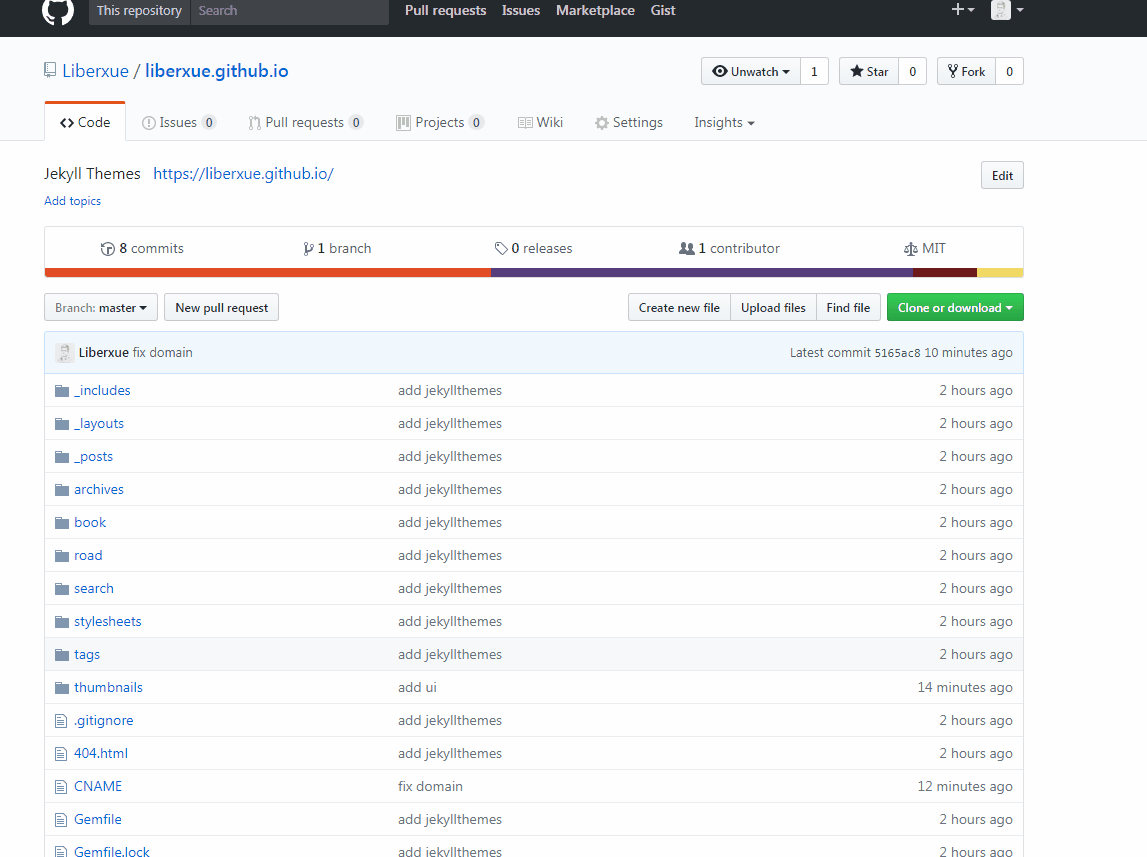 This repository Search Pull requests Issues Marketplace Gist
Liberxue / liberxue.github.io Unwatch 1 Star 0 Fork 0
Code Issues 0 Pull requests 0 Projects 0 Wiki Settings Insights
Jekyll Themes https://liberxue.github.io/ Edit
Add topics
8 commits 1 branch 0 releases 1 contributor MIT
Branch: master New pull request Create new file Upload files Find file Clone or download
Liberxue fix domain Latest commit 5165ac8 10 minutes ago
_includes add jekyllthemes 2 hours ago
_layouts add jekyllthemes 2 hours ago
_posts add jekyllthemes 2 hours ago
archives add jekyllthemes 2 hours ago
book add jekyllthemes 2 hours ago
road add jekyllthemes 2 hours ago
search add jekyllthemes 2 hours ago
stylesheets add jekyllthemes 2 hours ago
tags add jekyllthemes 2 hours ago
thumbnails add ui 14 minutes ago
.gitignore add jekyllthemes 2 hours ago
404.html add jekyllthemes 2 hours ago
CNAME fix domain 12 minutes ago
Gemfile add jekyllthemes 2 hours ago
Gemfile.lock add jekyllthemes 2 hours ago